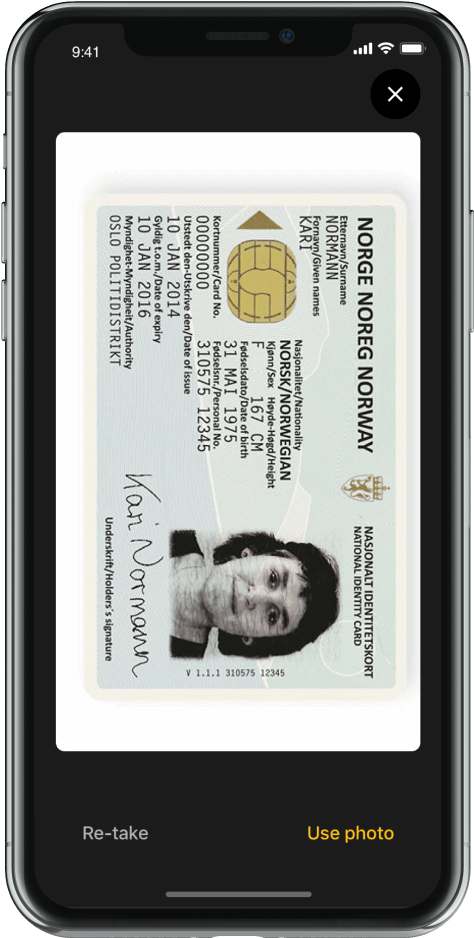 9:41
NORGE NOREG NORWAY
NASJONALT IDENTITETSKORT
NATIONAL IDENTITY CARD
Etternavn/Surname
NORMANN
Fornavn/Given names
KARI
Nasjonalitet/Nationality
NORSK/NORWEGIAN
Kjønn/Sex Høyde-Høgd/Height
F 167 CM
Fødselsdato/Date of birth
31 MAI 1975
Kortnummer/Card No.
00000000
Fødselsnr./Personal No.
310575 12345
Utstedt den-Utskrive den/Date of issue
10 JAN 2014
Gyldig t.o.m./Date of expiry
10 JAN 2016
Myndighet-Myndigheit/Authority
OSLO POLITIDISTRIKT
V 1.1.1 310575 12345
Kari Normann
Underskrift/Holders's signature
Re-take
Use photo